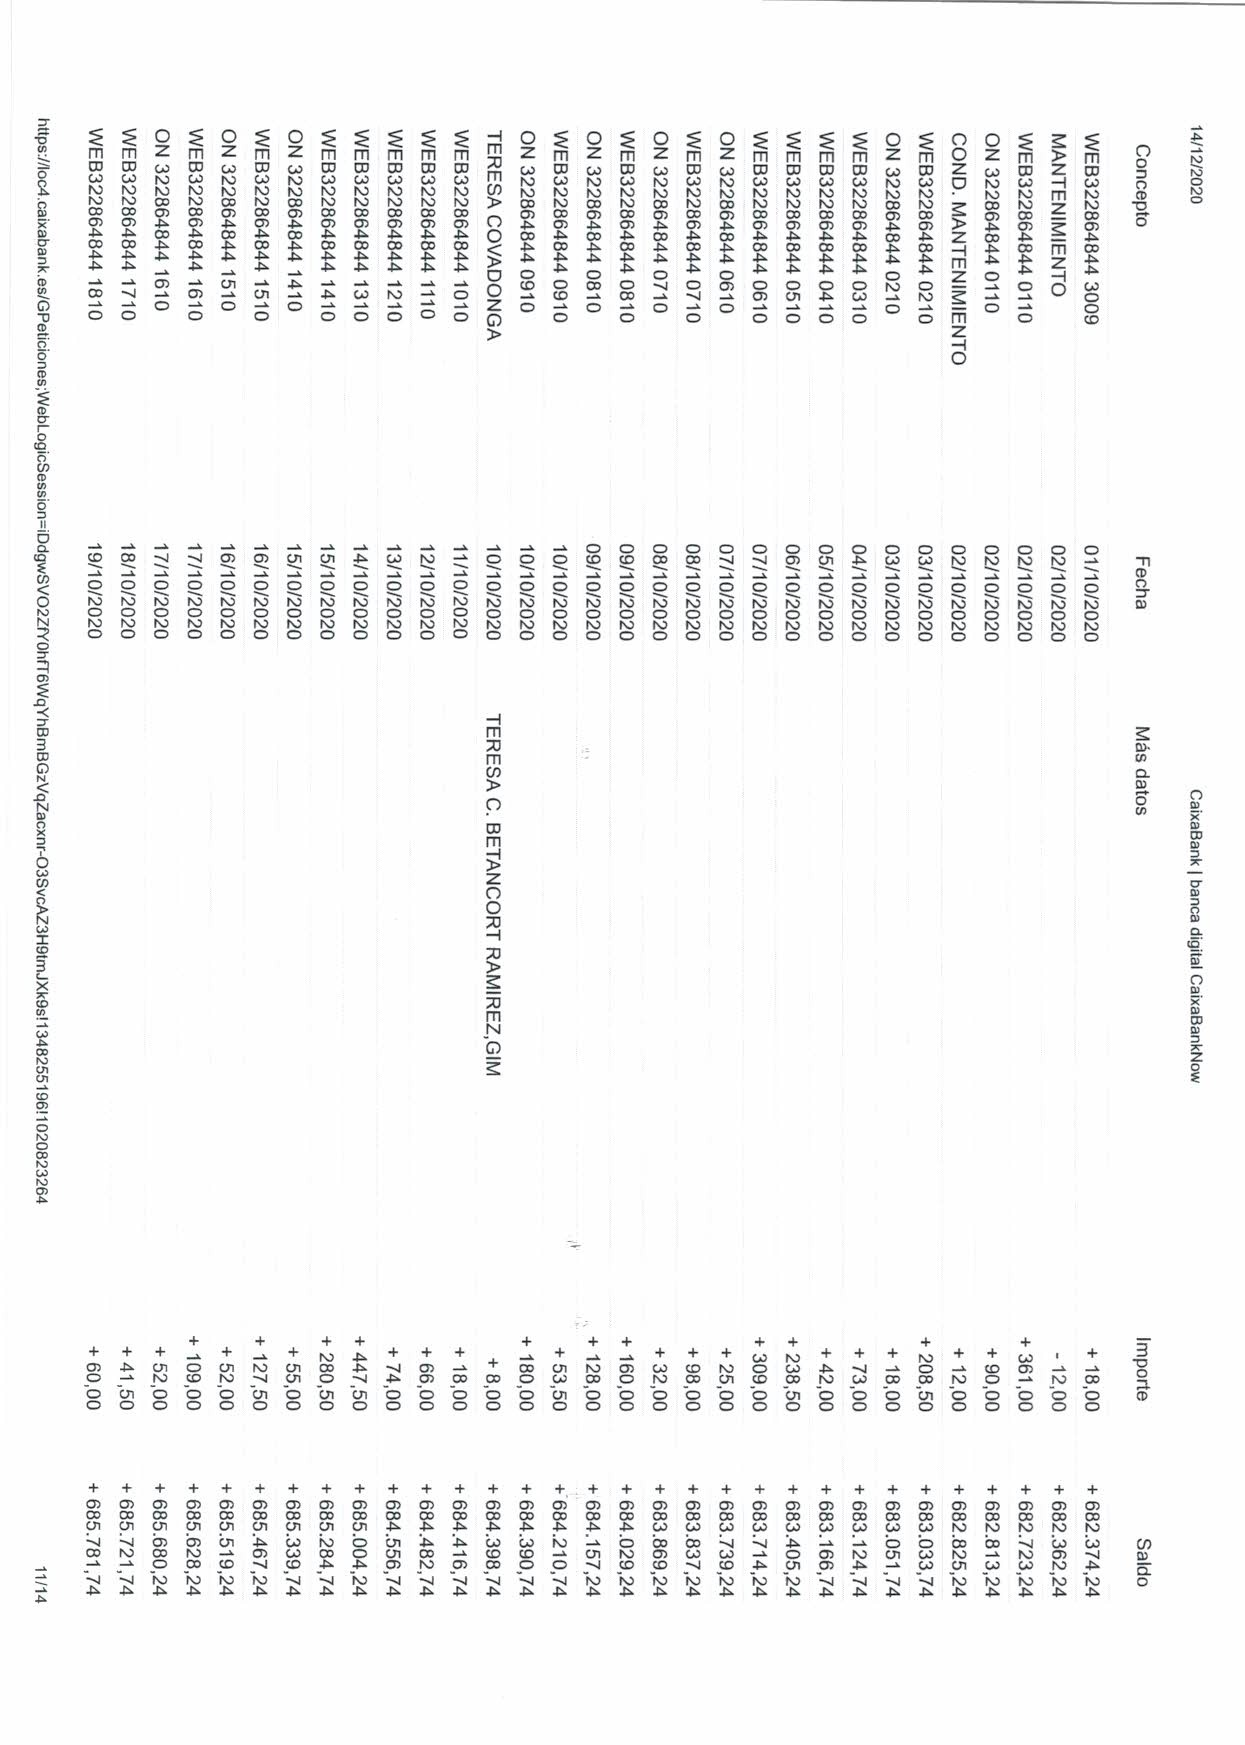 14/12/2020 CaixaBank | banca digital CaixaBankNow
Concepto Fecha Más datos Importe Saldo
WEB322864844 3009 01/10/2020 + 18,00 + 682.374,24
MANTENIMIENTO 02/10/2020 - 12,00 + 682.362,24
WEB322864844 0110 02/10/2020 + 361,00 + 682.723,24
ON 322864844 0110 02/10/2020 + 90,00 + 682.813,24
COND. MANTENIMIENTO 02/10/2020 + 12,00 + 682.825,24
WEB322864844 0210 03/10/2020 + 208,50 + 683.033,74
ON 322864844 0210 03/10/2020 + 18,00 + 683.051,74
WEB322864844 0310 04/10/2020 + 73,00 + 683.124,74
WEB322864844 0410 05/10/2020 + 42,00 + 683.166,74
WEB322864844 0510 06/10/2020 + 238,50 + 683.405,24
WEB322864844 0610 07/10/2020 + 309,00 + 683.714,24
ON 322864844 0610 07/10/2020 + 25,00 + 683.739,24
WEB322864844 0710 08/10/2020 + 98,00 + 683.837,24
ON 322864844 0710 08/10/2020 + 32,00 + 683.869,24
WEB322864844 0810 09/10/2020 + 160,00 + 684.029,24
ON 322864844 0810 09/10/2020 + 128,00 + 684.157,24
WEB322864844 0910 10/10/2020 + 53,50 + 684.210,74
ON 322864844 0910 10/10/2020 + 180,00 + 684.390,74
TERESA COVADONGA 10/10/2020 TERESA C. BETANCORT RAMIREZ,GIM + 8,00 + 684.398,74
WEB322864844 1010 11/10/2020 + 18,00 + 684.416,74
WEB322864844 1110 12/10/2020 + 66,00 + 684.482,74
WEB322864844 1210 13/10/2020 + 74,00 + 684.556,74
WEB322864844 1310 14/10/2020 + 447,50 + 685.004,24
WEB322864844 1410 15/10/2020 + 280,50 + 685.284,74
ON 322864844 1410 15/10/2020 + 55,00 + 685.339,74
WEB322864844 1510 16/10/2020 + 127,50 + 685.467,24
ON 322864844 1510 16/10/2020 + 52,00 + 685.519,24
WEB322864844 1610 17/10/2020 + 109,00 + 685.628,24
ON 322864844 1610 17/10/2020 + 52,00 + 685.680,24
WEB322864844 1710 18/10/2020 + 41,50 + 685.721,74
WEB322864844 1810 19/10/2020 + 60,00 + 685.781,74
https://loc4.caixabank.es/GPeticiones;WebLogicSession=iDdgwSVO2ZfY0hfT6WqYhBmBGzVqZacxnr-O3SvcAZ3H9tmJXk9s!1348255196!1020823264 11/14